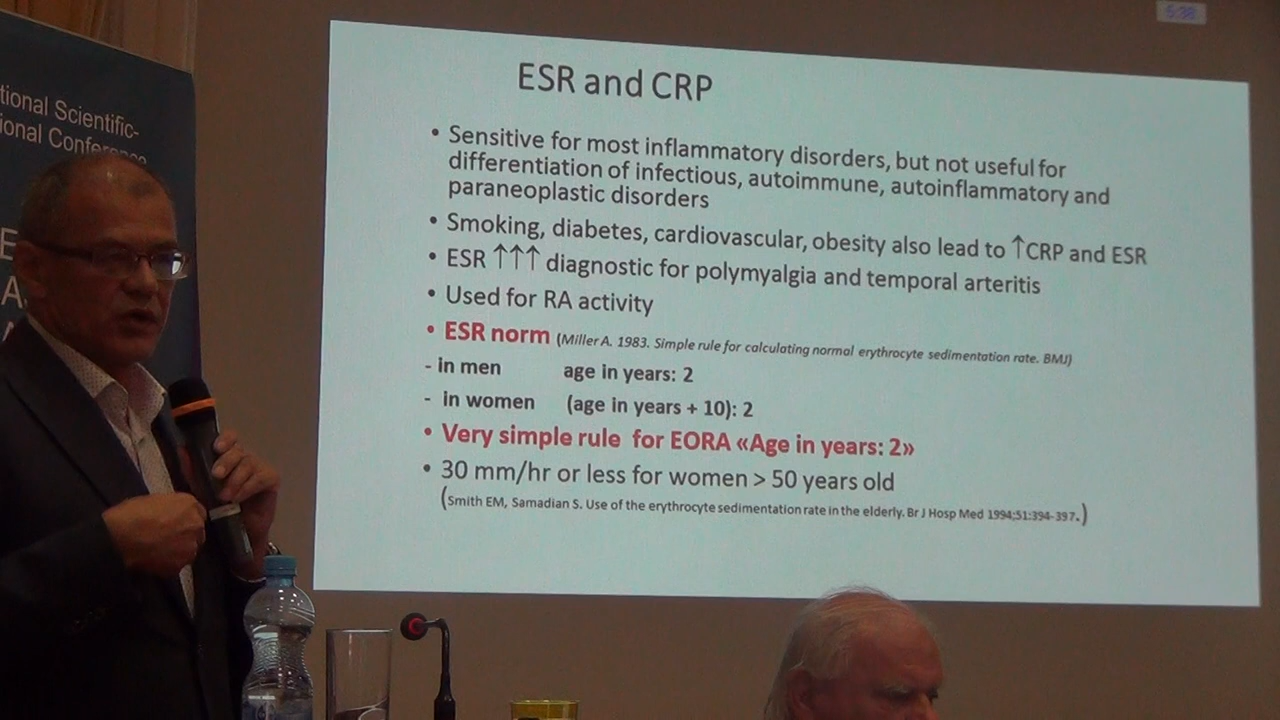 tional Scientific-
ional Conference
E
A
5:38
ESR and CRP
• Sensitive for most inflammatory disorders, but not useful for
differentiation of infectious, autoimmune, autoinflammatory and
paraneoplastic disorders
• Smoking, diabetes, cardiovascular, obesity also lead to ↑CRP and ESR
• ESR ↑↑↑ diagnostic for polymyalgia and temporal arteritis
• Used for RA activity
• ESR norm (Miller A. 1983. Simple rule for calculating normal erythrocyte sedimentation rate. BMJ)
- in men age in years: 2
- in women (age in years + 10): 2
• Very simple rule for EORA «Age in years: 2»
• 30 mm/hr or less for women > 50 years old
(Smith EM, Samadian S. Use of the erythrocyte sedimentation rate in the elderly. Br J Hosp Med 1994;51:394-397.)